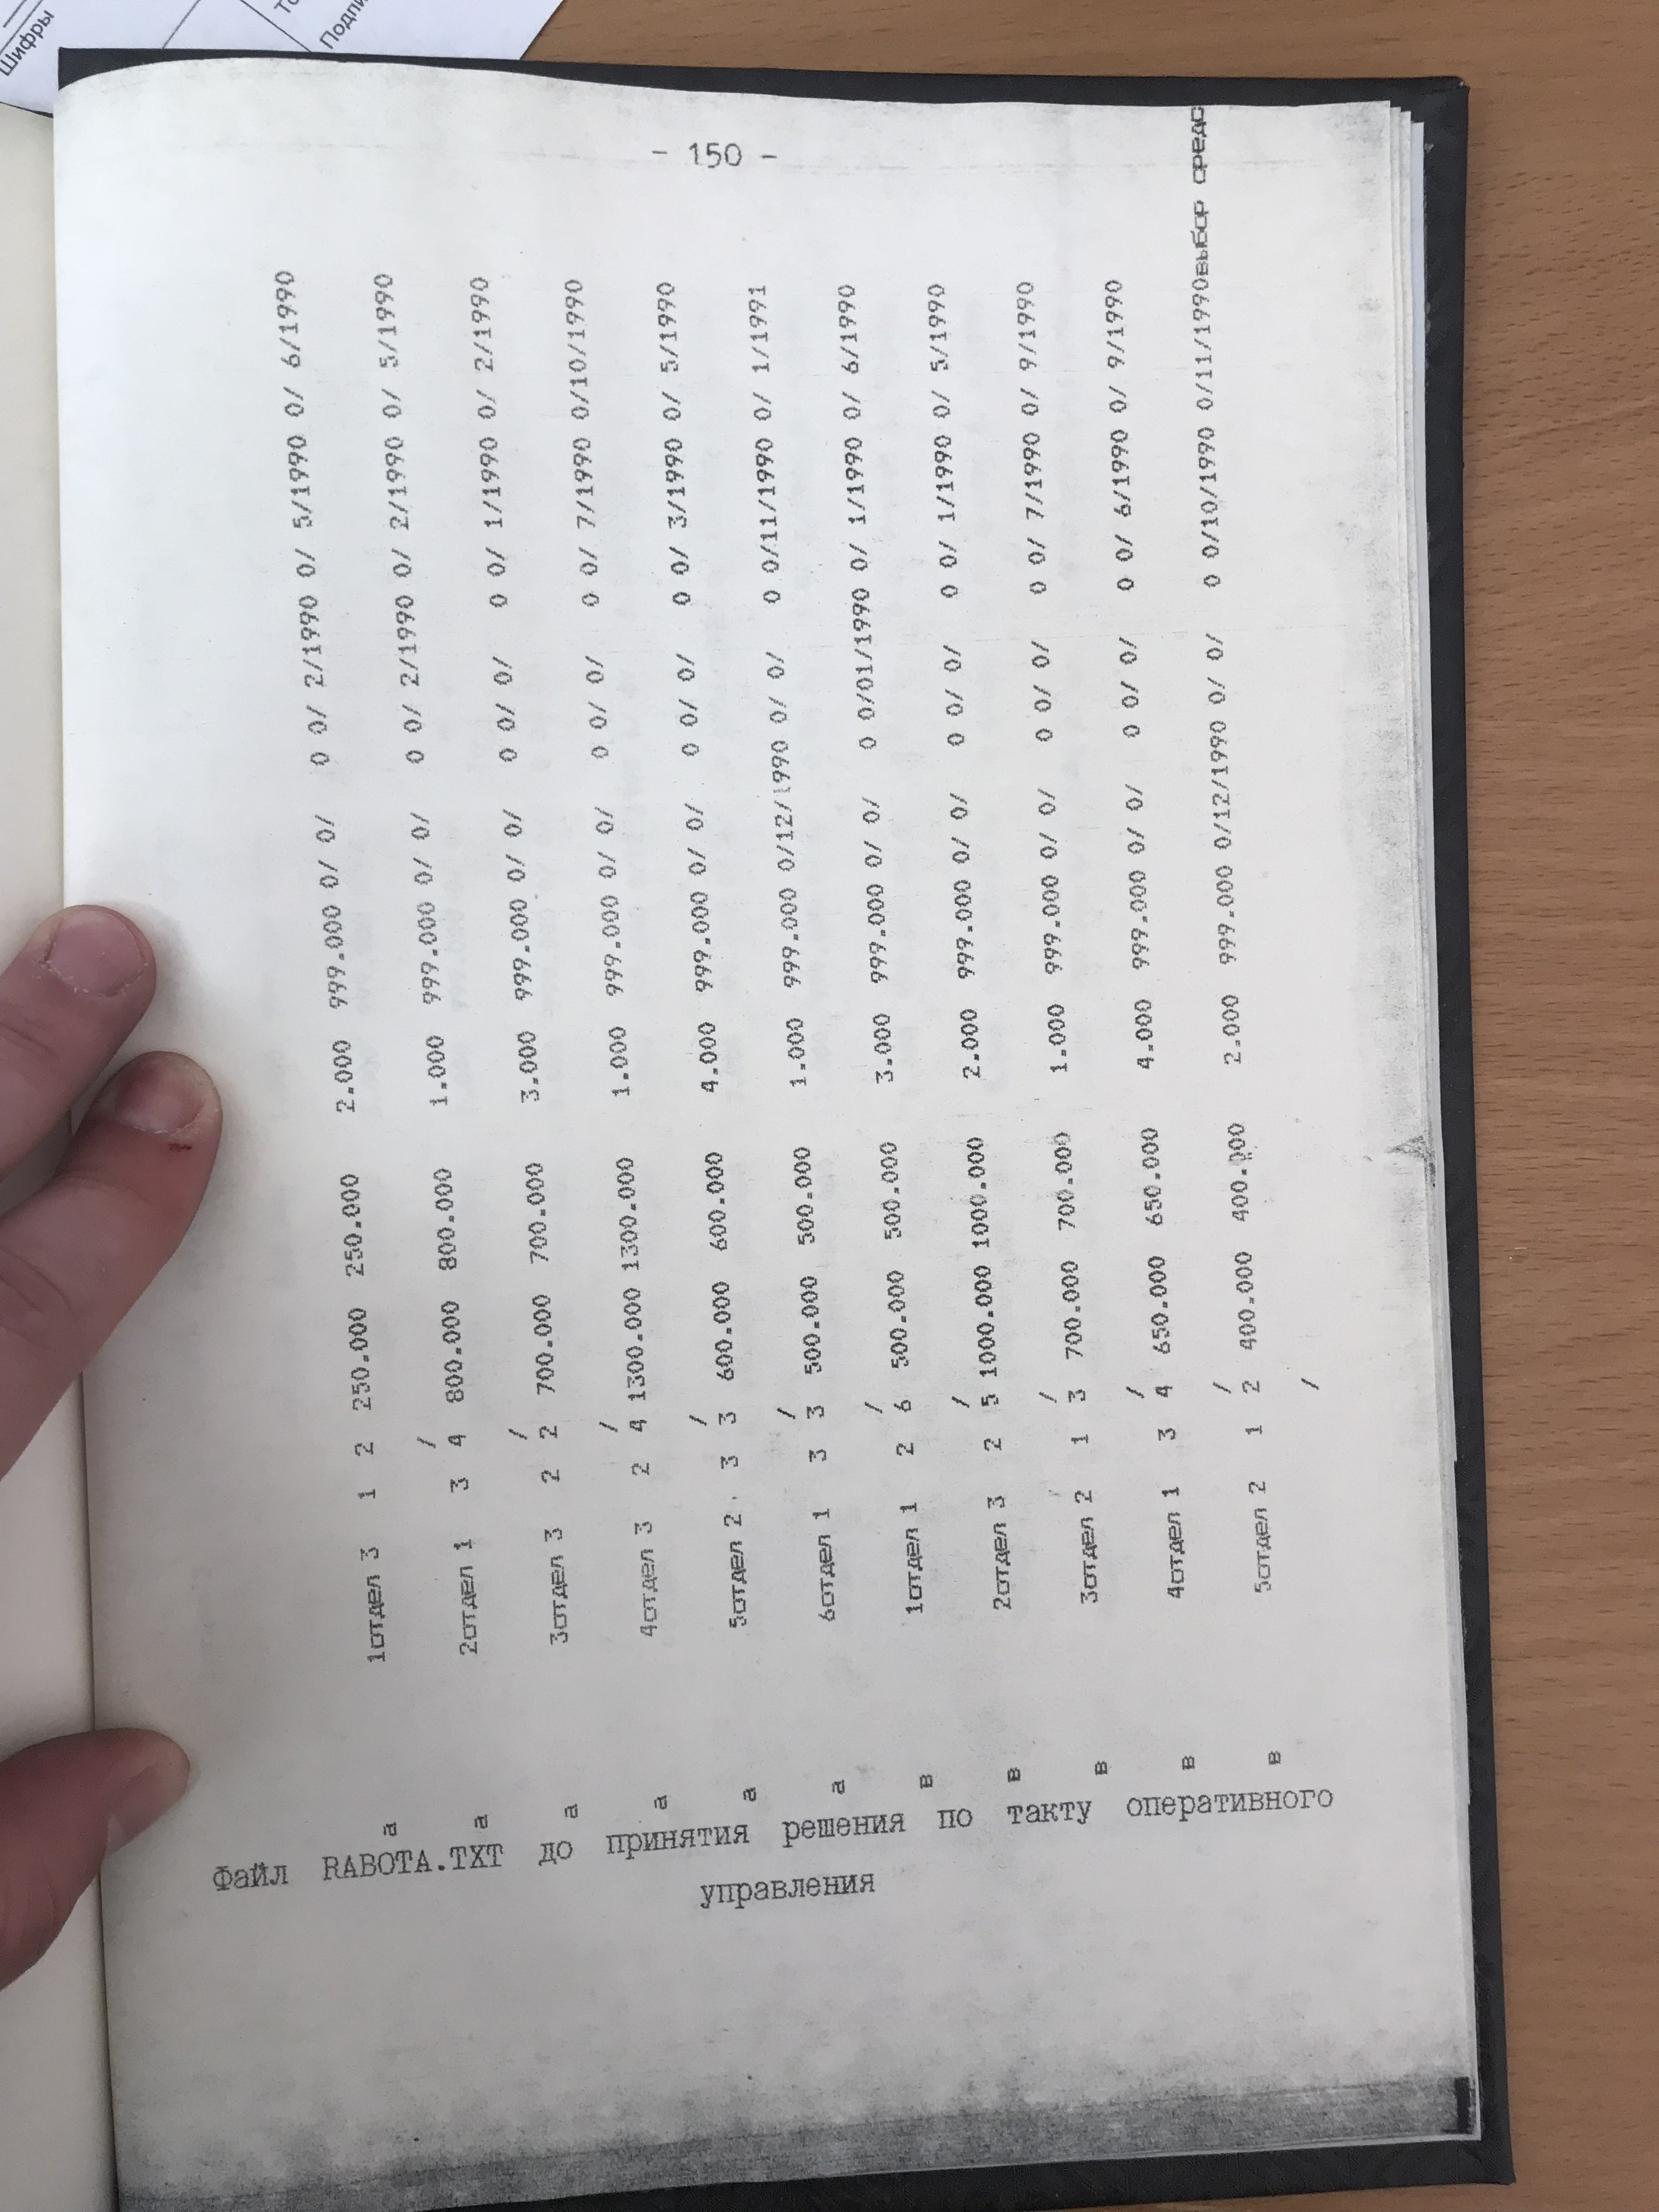 Шифры
Подпи
- 150 -
а 1отдел 3 1 2 250.000 250.000 2.000 999.000 0/ 0/ 0 0/ 2/1990 0/ 5/1990 0/ 6/1990
/
а 2отдел 1 3 4 800.000 800.000 1.000 999.000 0/ 0/ 0 0/ 2/1990 0/ 2/1990 0/ 5/1990
/
а 3отдел 3 2 2 700.000 700.000 3.000 999.000 0/ 0/ 0 0/ 0/ 0 0/ 1/1990 0/ 2/1990
/
а 4отдел 3 2 4 1300.000 1300.000 1.000 999.000 0/ 0/ 0 0/ 0/ 0 0/ 7/1990 0/10/1990
/
а 5отдел 2 3 3 600.000 600.000 4.000 999.000 0/ 0/ 0 0/ 0/ 0 0/ 3/1990 0/ 5/1990
/
а 6отдел 1 3 3 500.000 500.000 1.000 999.000 0/12/1990 0/ 0/ 0 0/11/1990 0/ 1/1991
/
в 1отдел 1 2 6 500.000 500.000 3.000 999.000 0/ 0/ 0 0/01/1990 0/ 1/1990 0/ 6/1990
/
в 2отдел 3 2 5 1000.000 1000.000 2.000 999.000 0/ 0/ 0 0/ 0/ 0 0/ 1/1990 0/ 5/1990
/
в 3отдел 2 1 3 700.000 700.000 1.000 999.000 0/ 0/ 0 0/ 0/ 0 0/ 7/1990 0/ 9/1990
/
в 4отдел 1 3 4 650.000 650.000 4.000 999.000 0/ 0/ 0 0/ 0/ 0 0/ 6/1990 0/ 9/1990
/
в 5отдел 2 1 2 400.000 400.000 2.000 999.000 0/12/1990 0/ 0/ 0 0/10/1990 0/11/1990выбор средс
/
Файл RABOTA.TXT до принятия решения по такту оперативного
управления